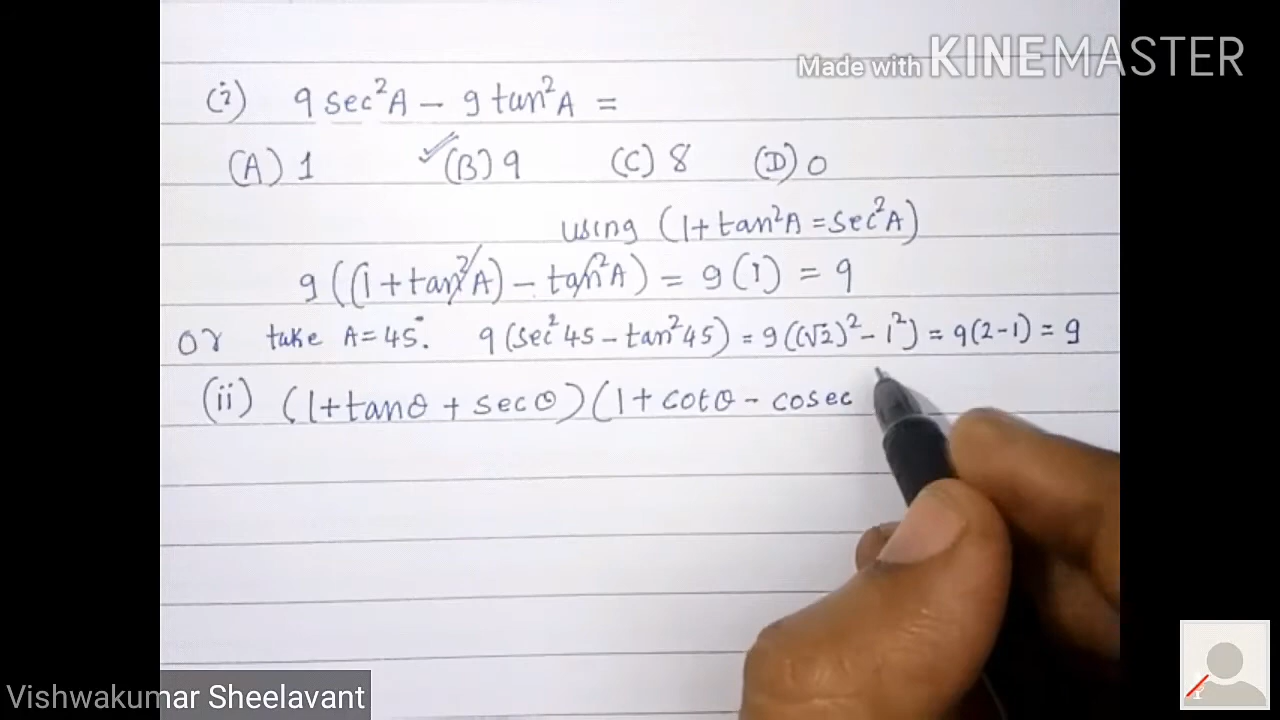 Made with KINEMASTER
(i) 9 sec²A – 9 tan²A =
(A) 1 (B) 9 (C) 8 (D) 0
using (1 + tan²A = sec²A)
9 ((1 + tan²A) – tan²A) = 9 (1) = 9
or take A = 45°. 9 (sec²45 – tan²45) = 9 ((√2)² – 1²) = 9 (2 – 1) = 9
(ii) (1 + tanθ + secθ) (1 + cotθ – cosec
Vishwakumar Sheelavant